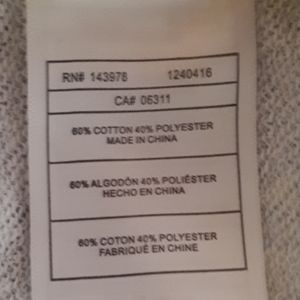 RN# 143978 1240416
CA# 06311
60% COTTON 40% POLYESTER
MADE IN CHINA
60% ALGODÓN 40% POLIÉSTER
HECHO EN CHINA
60% COTON 40% POLYESTER
FABRIQUÉ EN CHINE